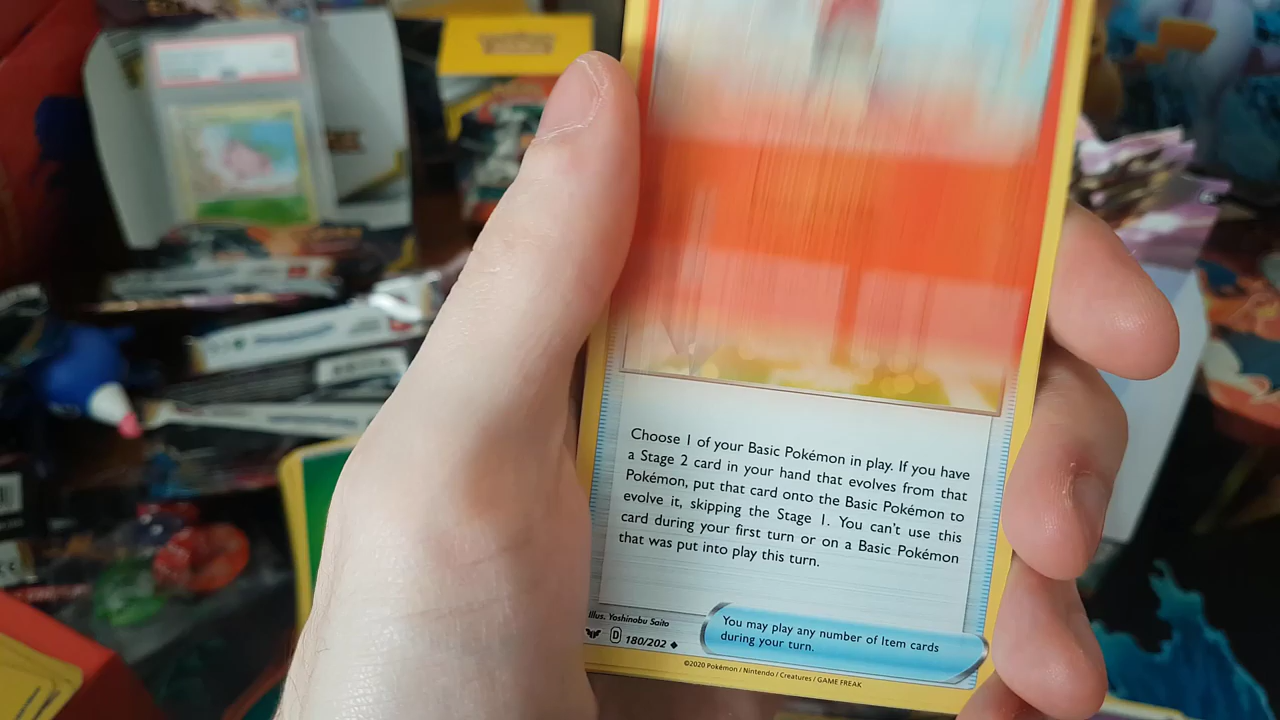 Choose 1 of your Basic Pokémon in play. If you have
a Stage 2 card in your hand that evolves from that
Pokémon, put that card onto the Basic Pokémon to
evolve it, skipping the Stage 1. You can't use this
card during your first turn or on a Basic Pokémon
that was put into play this turn.
Illus. Yoshinobu Saito
D 180/202
You may play any number of Item cards
during your turn.
©2020 Pokémon / Nintendo / Creatures / GAME FREAK